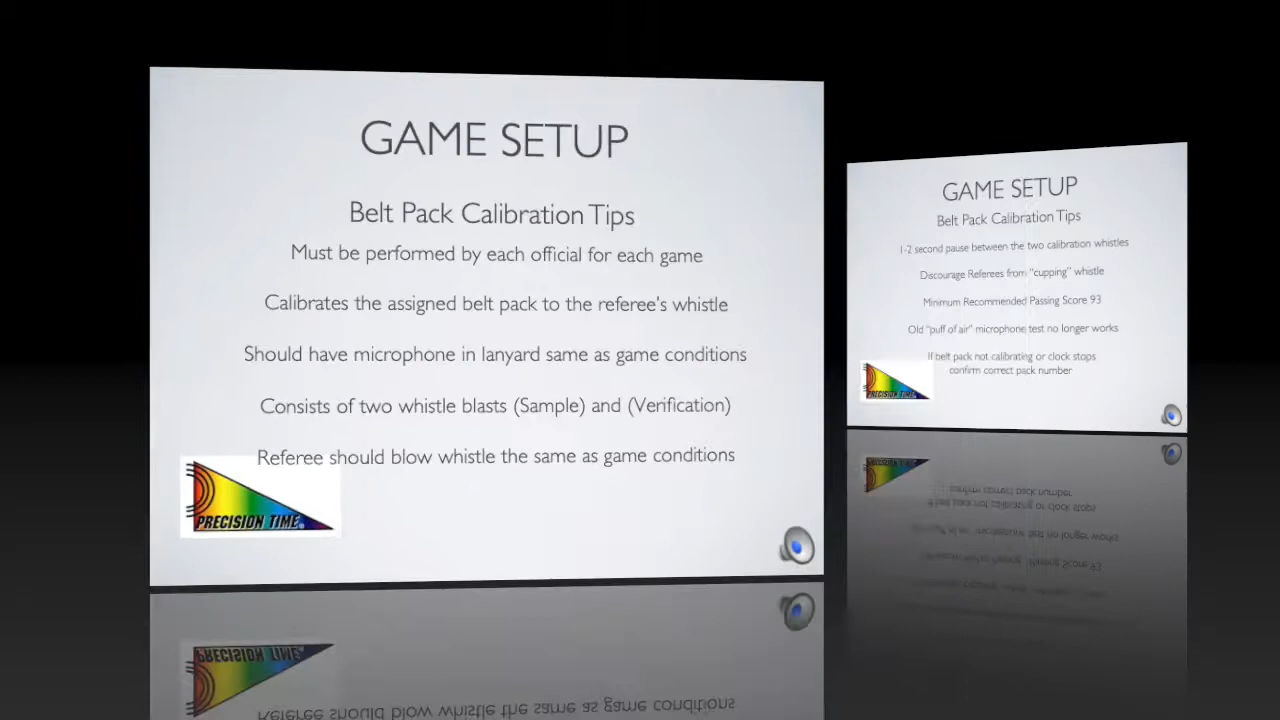 GAME SETUP
Belt Pack Calibration Tips
Must be performed by each official for each game
Calibrates the assigned belt pack to the referee's whistle
Should have microphone in lanyard same as game conditions
Consists of two whistle blasts (Sample) and (Verification)
Referee should blow whistle the same as game conditions
PRECISION TIME
GAME SETUP
Belt Pack Calibration Tips
1-2 second pause between the two calibration whistles
Discourage Referees from "cupping" whistle
Minimum Recommended Passing Score 93
Old "puff of air" microphone test no longer works
If belt pack not calibrating or clock stops
confirm correct pack number
PRECISION TIME